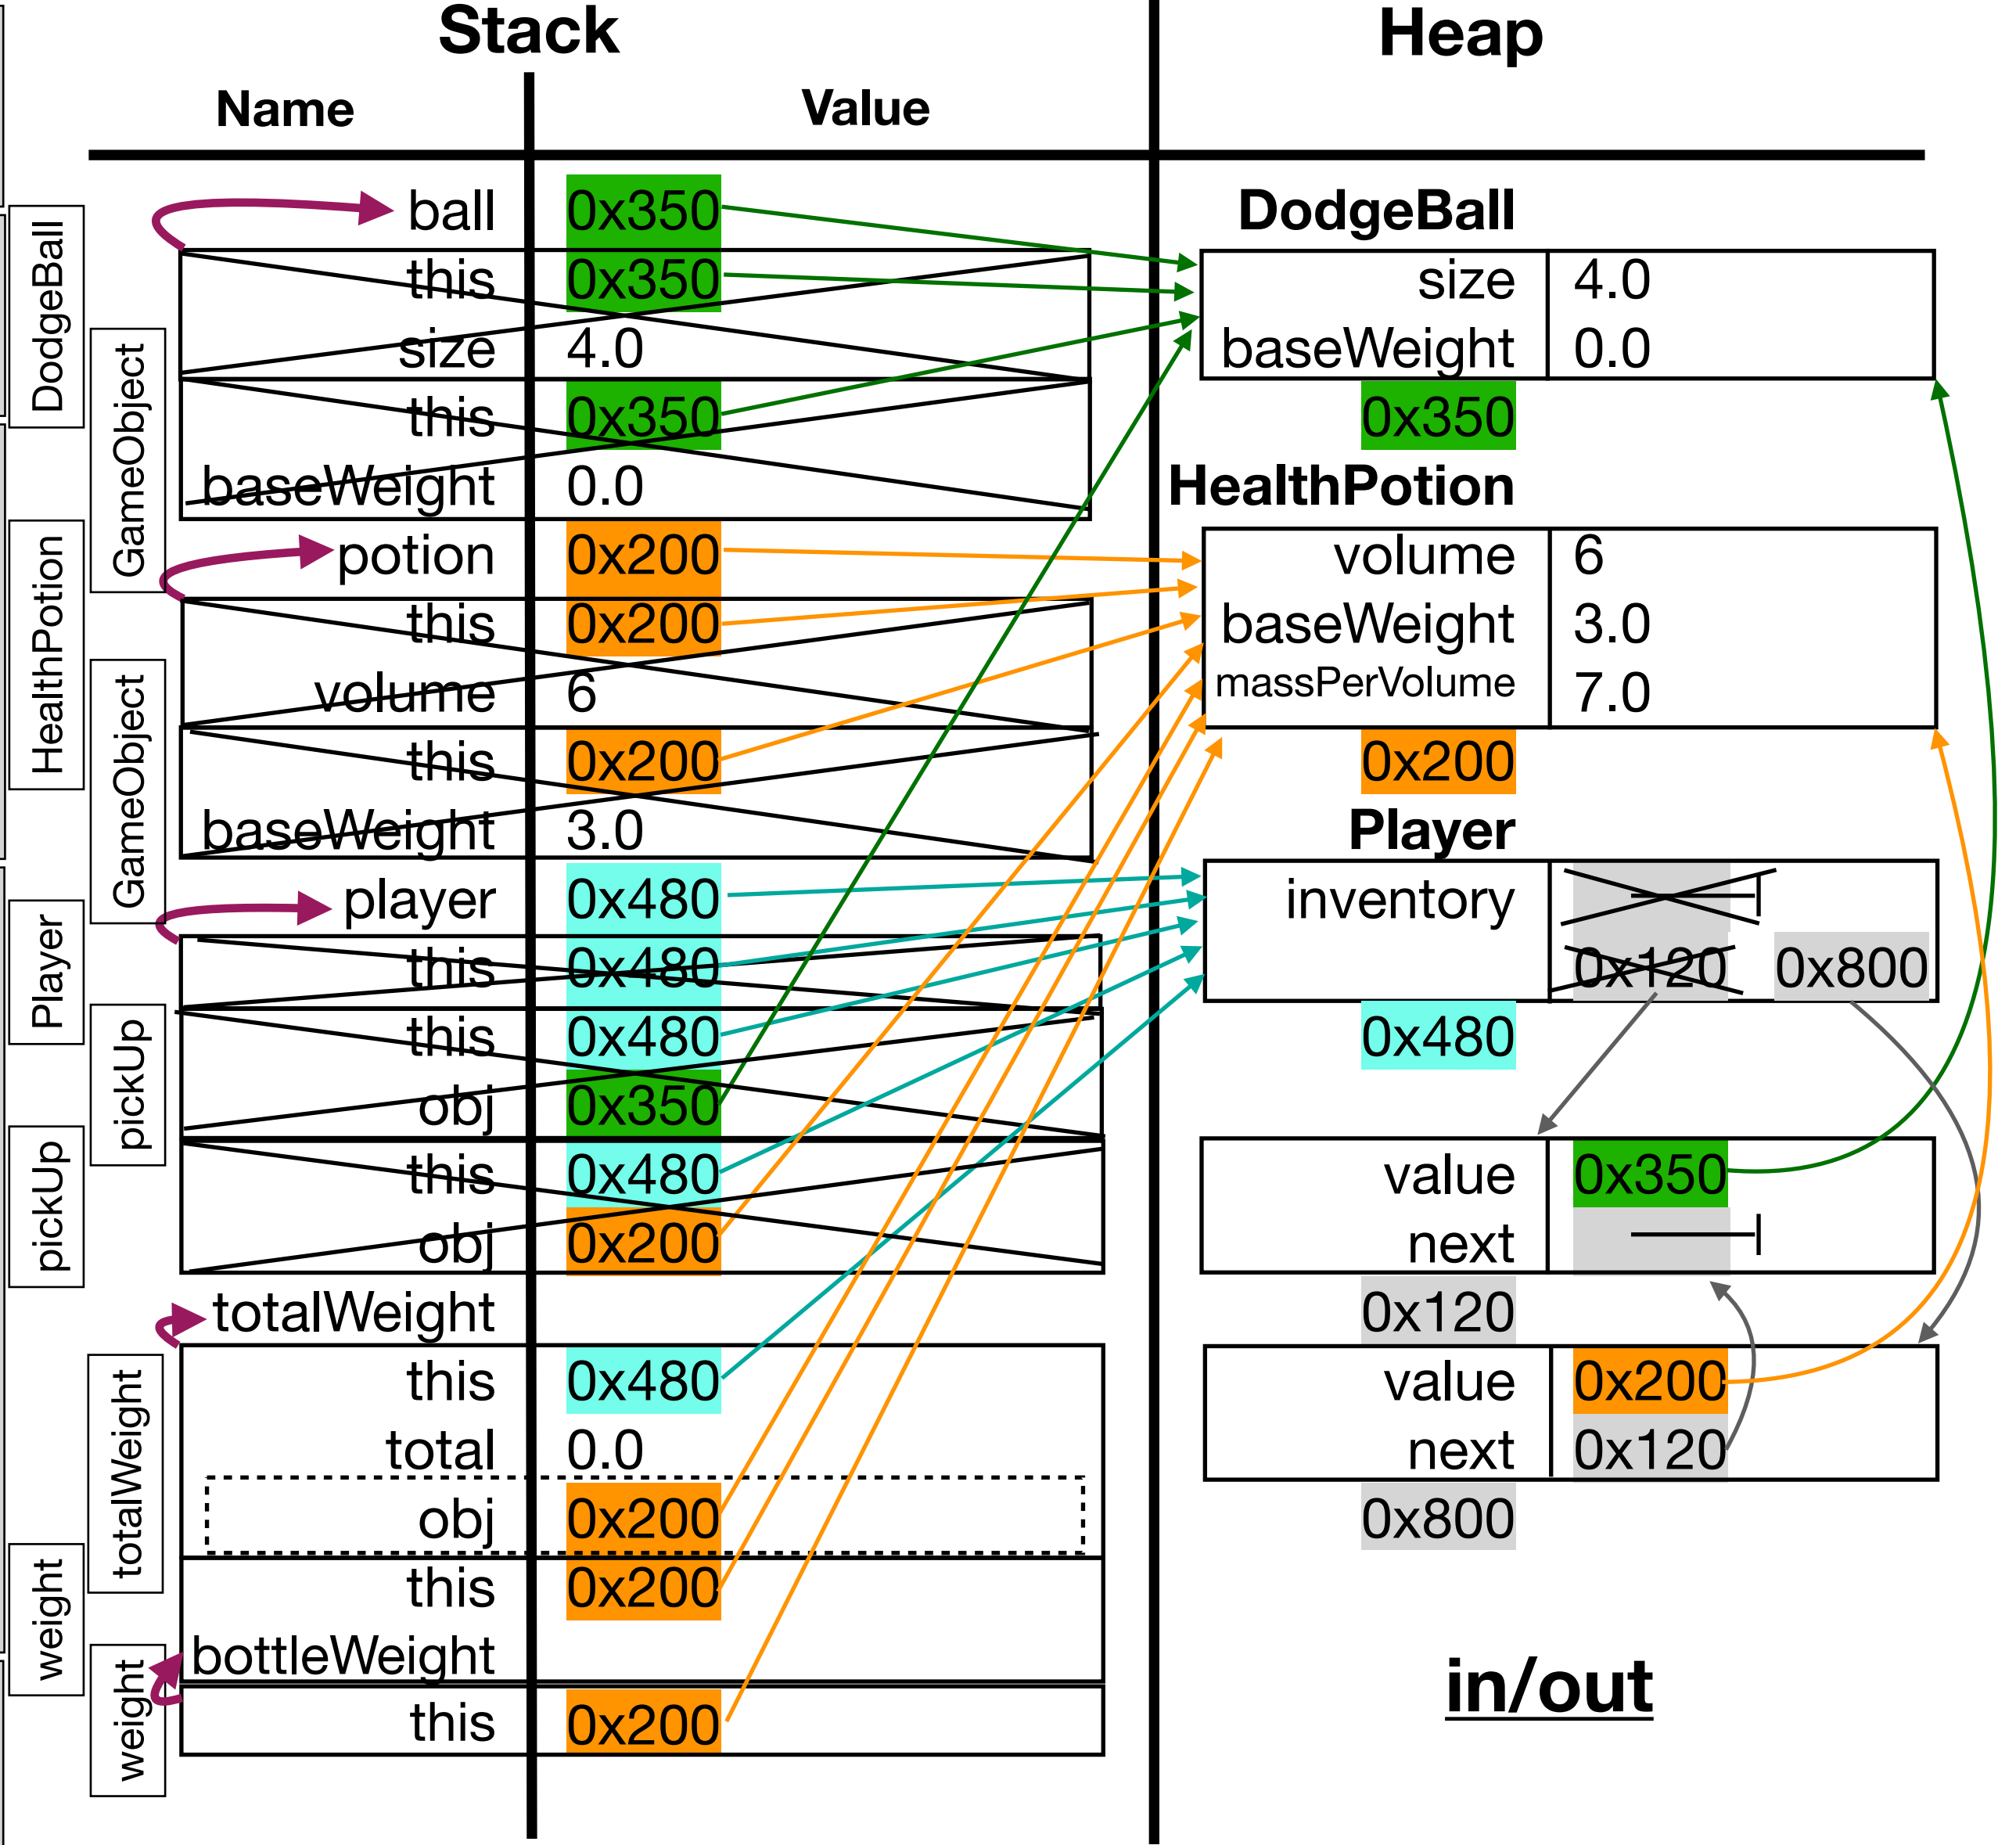 Stack
Heap
Name
Value
ball 0x350
this 0x350
size 4.0
this 0x350
baseWeight 0.0
potion 0x200
this 0x200
volume 6
this 0x200
baseWeight 3.0
player 0x480
this 0x480
this 0x480
obj 0x350
this 0x480
obj 0x200
totalWeight
this 0x480
total 0.0
obj 0x200
this 0x200
bottleWeight
this 0x200
DodgeBall
GameObject
HealthPotion
GameObject
Player
pickUp
pickUp
totalWeight
weight
weight
DodgeBall
size 4.0
baseWeight 0.0
0x350
HealthPotion
volume 6
baseWeight 3.0
massPerVolume 7.0
0x200
Player
inventory
0x120 0x800
0x480
value 0x350
next
0x120
value 0x200
next 0x120
0x800
in/out